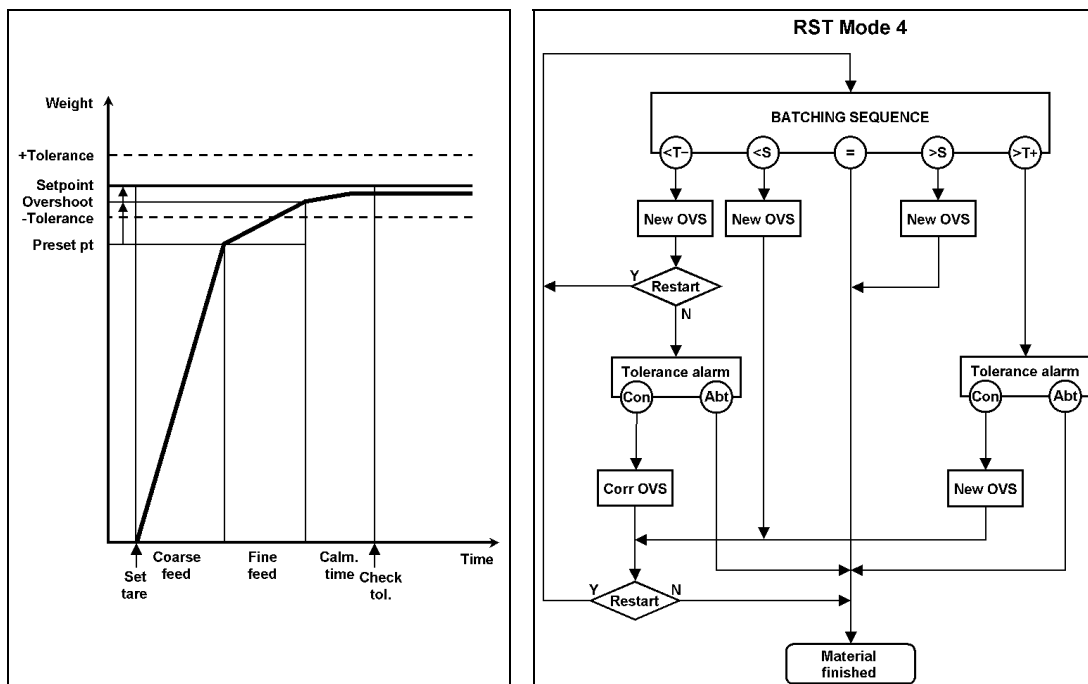 Weight
+Tolerance
Setpoint
Overshoot
-Tolerance
Preset pt
Coarse
feed
Fine
feed
Calm.
time
Time
Set
tare
Check
tol.
RST Mode 4
BATCHING SEQUENCE
<T− <S = >S >T+
New OVS New OVS New OVS
Y Restart
N
Tolerance alarm Tolerance alarm
Con Abt Con Abt
Corr OVS New OVS
Y Restart N
Material
finished